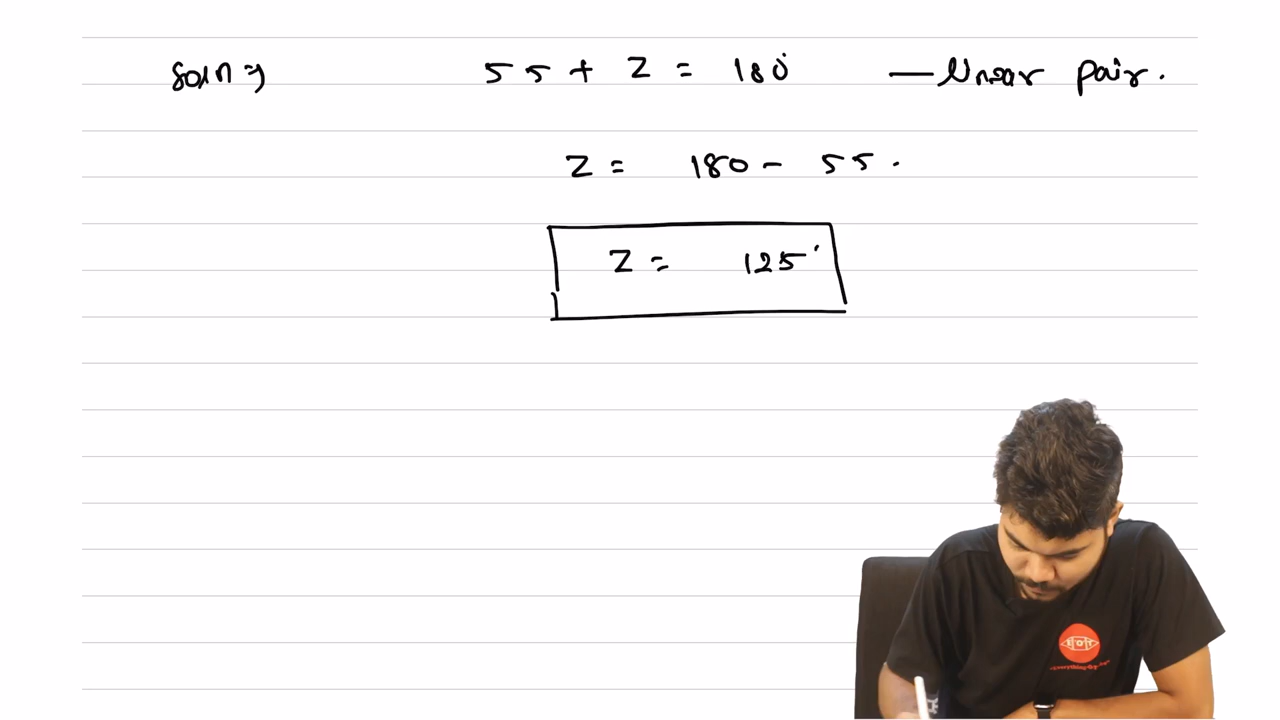 soln ⇒ 55 + Z = 180° — linear pair.
Z = 180 - 55.
Z = 125°